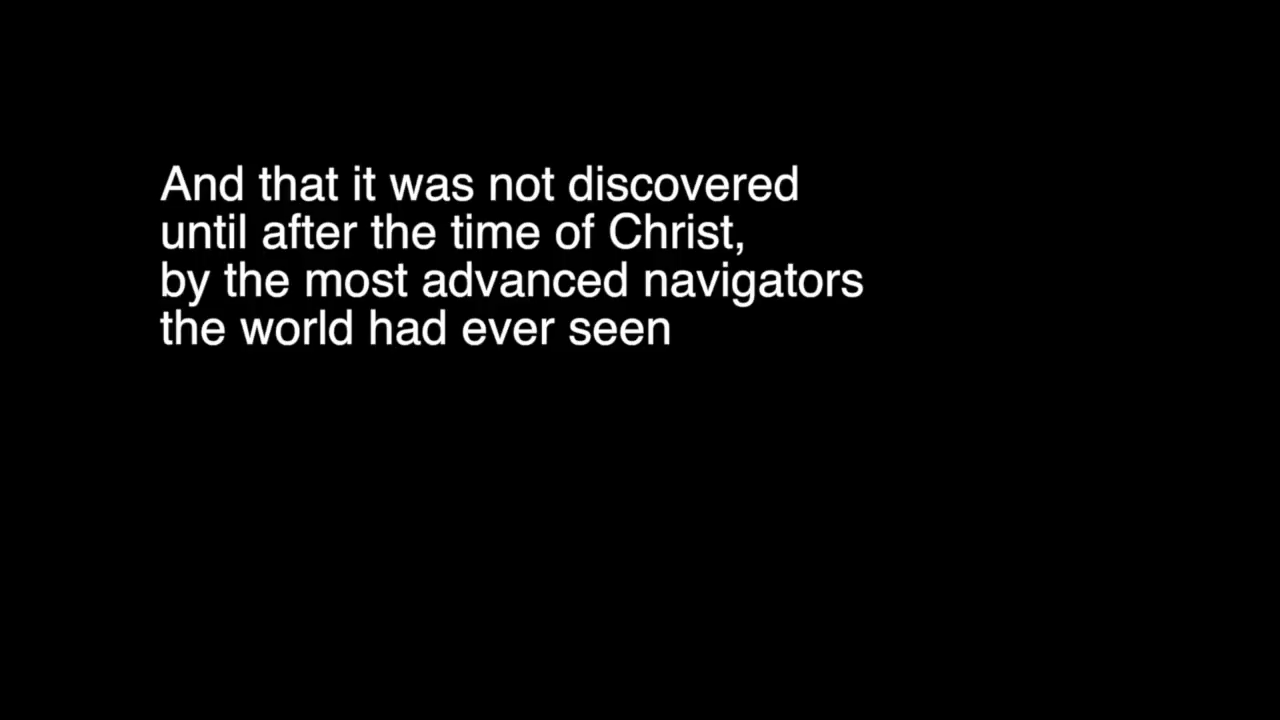 And that it was not discovered
until after the time of Christ,
by the most advanced navigators
the world had ever seen